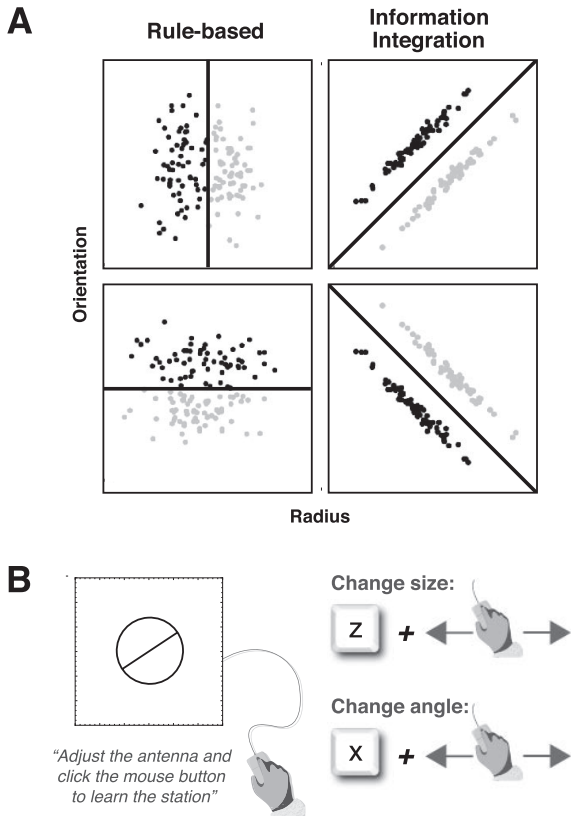 A
Rule-based
Information
Integration
Orientation
Radius
B
Change size:
Z +
Change angle:
X +
“Adjust the antenna and
click the mouse button
to learn the station”